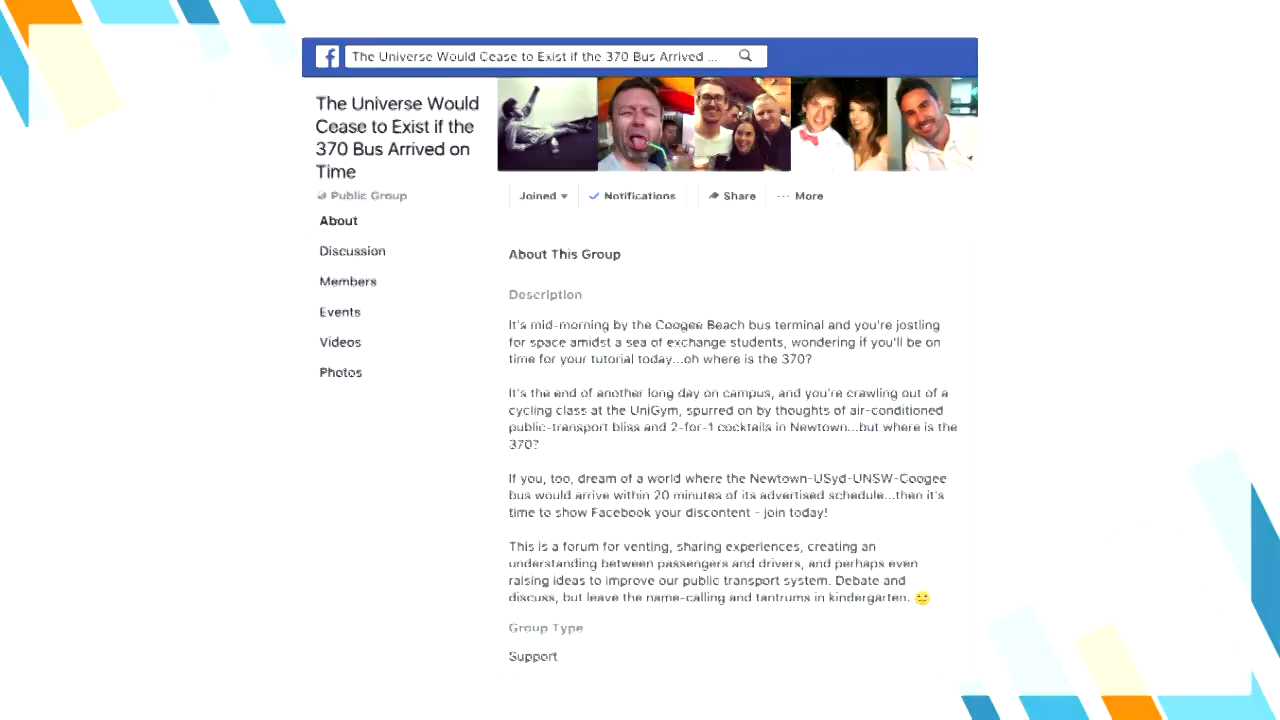 The Universe Would Cease to Exist if the 370 Bus Arrived ...
The Universe Would
Cease to Exist if the
370 Bus Arrived on
Time
Public Group
Joined
Notifications
Share
More
About
Discussion
Members
Events
Videos
Photos
About This Group
Description
It's mid-morning by the Coogee Beach bus terminal and you're jostling
for space amidst a sea of exchange students, wondering if you'll be on
time for your tutorial today...oh where is the 370?
It's the end of another long day on campus, and you're crawling out of a
cycling class at the UniGym, spurred on by thoughts of air-conditioned
public-transport bliss and 2-for-1 cocktails in Newtown...but where is the
370?
If you, too, dream of a world where the Newtown-USyd-UNSW-Coogee
bus would arrive within 20 minutes of its advertised schedule...then it's
time to show Facebook your discontent - join today!
This is a forum for venting, sharing experiences, creating an
understanding between passengers and drivers, and perhaps even
raising ideas to improve our public transport system. Debate and
discuss, but leave the name-calling and tantrums in kindergarten. 😠
Group Type
Support